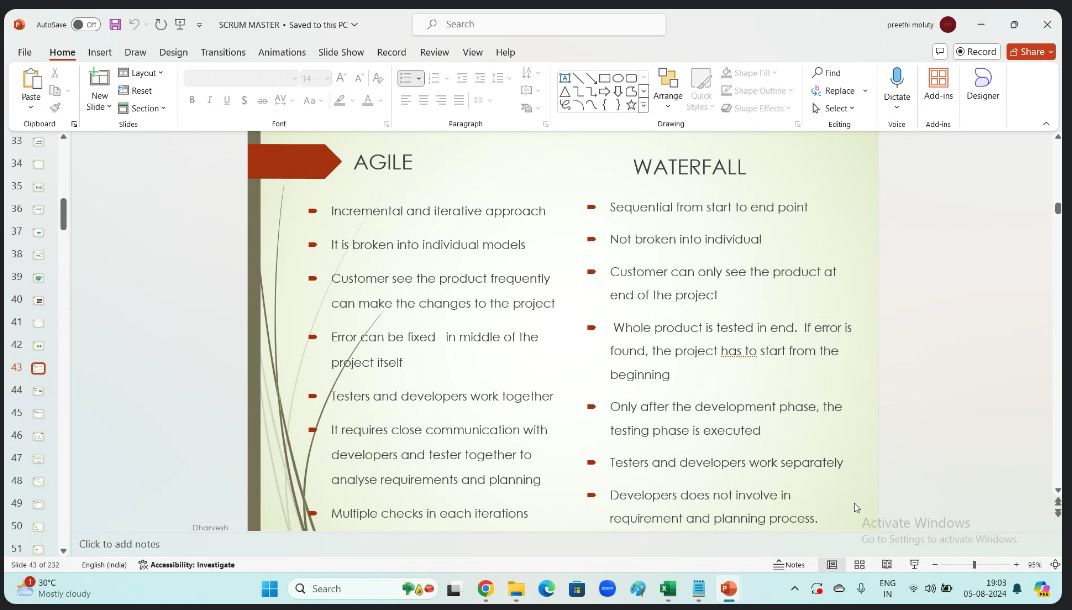 AutoSave Off SCRUM MASTER • Saved to this PC Search preethi moluty
File Home Insert Draw Design Transitions Animations Slide Show Record Review View Help Record Share
Paste New Slide Layout Reset Section 14 B I U S ab AV Aa A Arrange Quick Styles Shape Fill Shape Outline Shape Effects Find Replace Select Dictate Add-ins Designer
Clipboard Slides Font Paragraph Drawing Editing Voice Add-ins
33
34
35
36
37
38
39
40
41
42
43
44
45
46
47
48
49
50
51
AGILE
Incremental and iterative approach
It is broken into individual models
Customer see the product frequently
can make the changes to the project
Error can be fixed in middle of the
project itself
Testers and developers work together
It requires close communication with
developers and tester together to
analyse requirements and planning
Multiple checks in each iterations
WATERFALL
Sequential from start to end point
Not broken into individual
Customer can only see the product at
end of the project
Whole product is tested in end. If error is
found, the project has to start from the
beginning
Only after the development phase, the
testing phase is executed
Testers and developers work separately
Developers does not involve in
requirement and planning process.
Dharvesh
Activate Windows
Go to Settings to activate Windows.
Click to add notes
Slide 43 of 232 English (India) Accessibility: Investigate Notes 95%
30°C
Mostly cloudy
Search
ENG
IN
19:03
05-08-2024